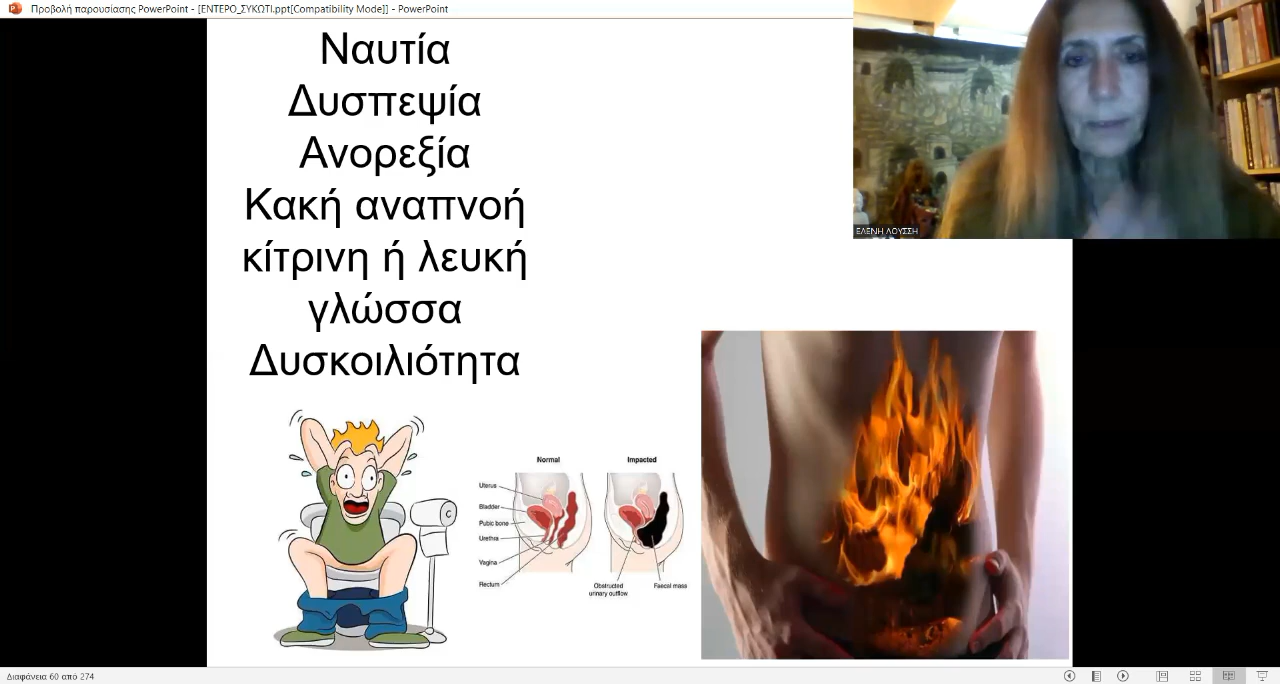 Προβολή παρουσίασης PowerPoint - [ΕΝΤΕΡΟ_ΣΥΚΩΤΙ.ppt[Compatibility Mode]] - PowerPoint
Ναυτία
Δυσπεψία
Ανορεξία
Κακή αναπνοή
κίτρινη ή λευκή
γλώσσα
Δυσκοιλιότητα
ΕΛΕΝΗ ΛΟΥΣΣΗ
Normal
Impacted
Uterus
Bladder
Pubic bone
Urethra
Vagina
Rectum
Obstructed
urinary outflow
Faecal mass
Διαφάνεια 60 από 274